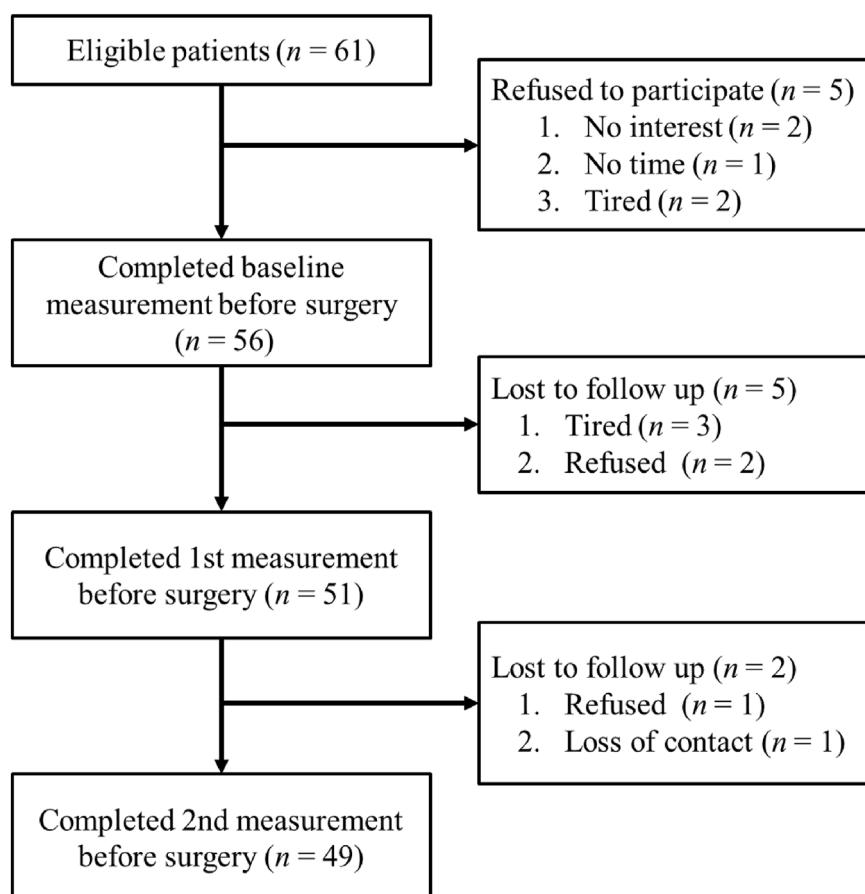 Eligible patients (n = 61)
Refused to participate (n = 5)
1. No interest (n = 2)
2. No time (n = 1)
3. Tired (n = 2)
Completed baseline
measurement before surgery
(n = 56)
Lost to follow up (n = 5)
1. Tired (n = 3)
2. Refused (n = 2)
Completed 1st measurement
before surgery (n = 51)
Lost to follow up (n = 2)
1. Refused (n = 1)
2. Loss of contact (n = 1)
Completed 2nd measurement
before surgery (n = 49)